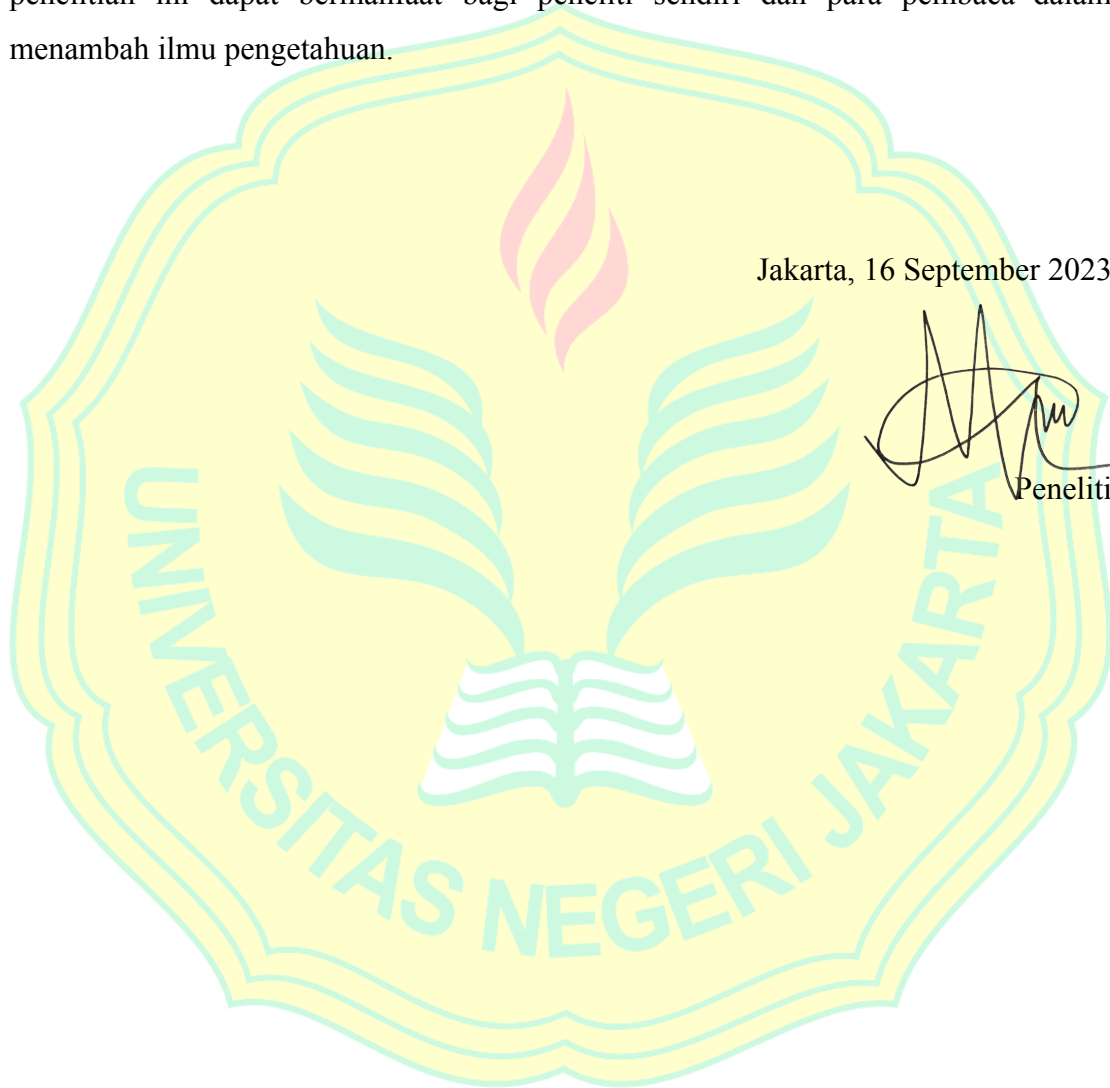 penelitian ini dapat bermanfaat bagi peneliti sendiri dan para pembaca dalam
menambah ilmu pengetahuan.
Jakarta, 16 September 2023
Peneliti
UNIVERSITAS NEGERI JAKARTA